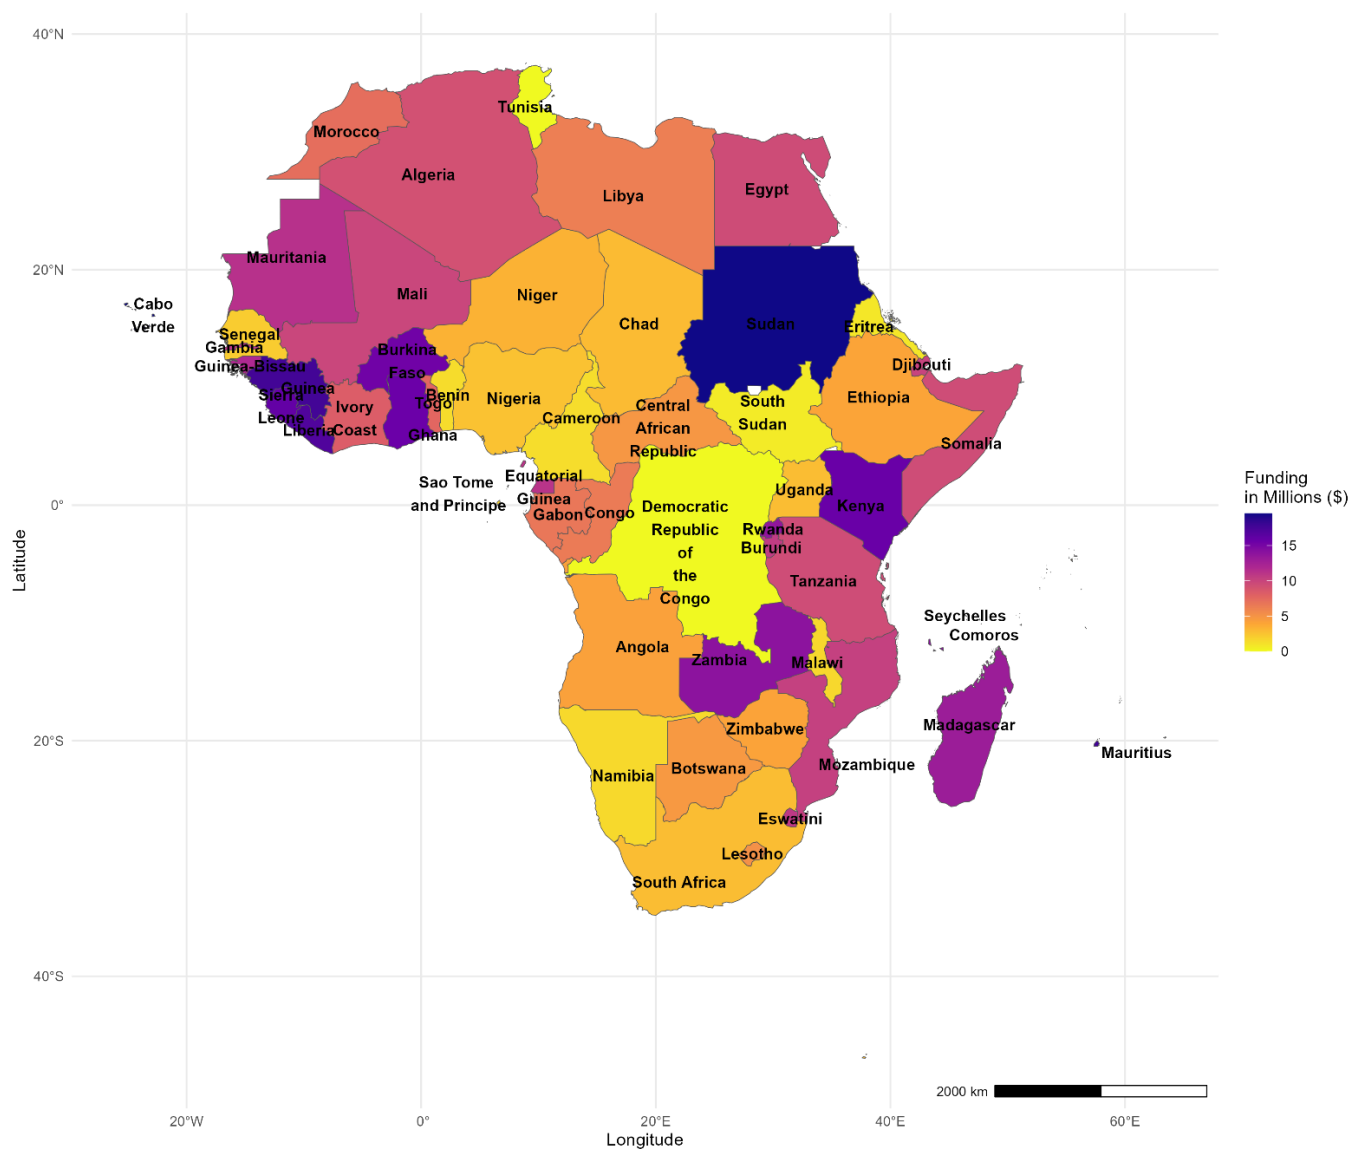 40°N
Tunisia
Morocco
Algeria
Egypt
Libya
20°N
Mauritania
Mali
Niger
Cabo
Verde
Chad
Sudan
Eritrea
Senegal
Gambia
Guinea-Bissau
Burkina
Faso
Djibouti
Guinea
Sierra
Leone
Liberia
Ivory
Coast
Benin
Togo
Ghana
Nigeria
Cameroon
Central
African
Republic
South
Sudan
Ethiopia
Somalia
Sao Tome
and Principe
Equatorial
Guinea
Gabon
Congo
Democratic
Republic
of
the
Congo
Uganda
Kenya
Rwanda
Burundi
Tanzania
0°
Latitude
Funding
in Millions ($)
15
10
5
0
Seychelles
Comoros
Angola
Zambia
Malawi
Madagascar
Mauritius
20°S
Zimbabwe
Mozambique
Namibia
Botswana
Eswatini
Lesotho
South Africa
40°S
2000 km
20°W
0°
20°E
40°E
60°E
Longitude